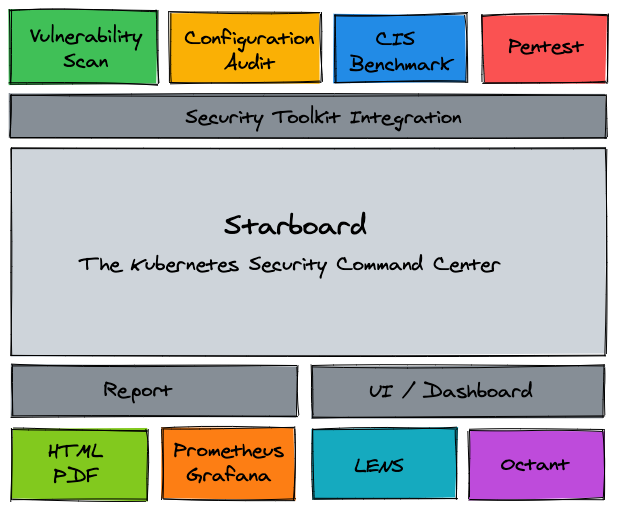 Vulnerability
Scan
Configuration
Audit
CIS
Benchmark
Pentest
Security Toolkit Integration
Starboard
The Kubernetes Security Command Center
Report
UI / Dashboard
HTML
PDF
Prometheus
Grafana
LENS
Octant